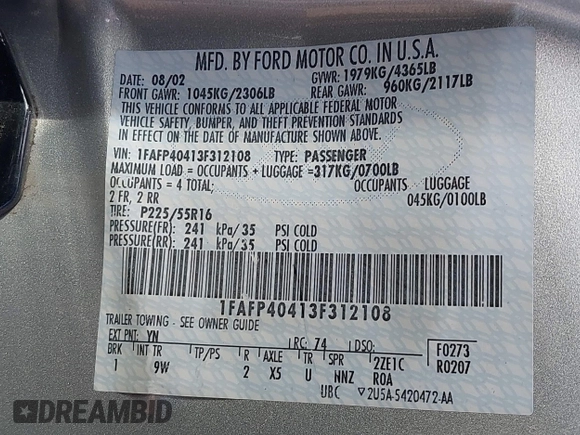 MFD. BY FORD MOTOR CO. IN U.S.A.
DATE: 08/02 GVWR: 1979KG/4365LB
FRONT GAWR: 1045KG/2306LB REAR GAWR: 960KG/2117LB
THIS VEHICLE CONFORMS TO ALL APPLICABLE FEDERAL MOTOR
VEHICLE SAFETY, BUMPER, AND THEFT PREVENTION
STANDARDS IN EFFECT ON THE DATE OF MANUFACTURE SHOWN ABOVE
VIN: 1FAFP40413F312108 TYPE: PASSENGER
MAXIMUM LOAD = OCCUPANTS + LUGGAGE =317KG/0700LB
OCCUPANTS = 4 TOTAL; OCCUPANTS LUGGAGE
2 FR, 2 RR 045KG/0100LB
TIRE: P225/55R16
PRESSURE(FR): 241 kPa/35 PSI COLD
PRESSURE(RR): 241 kPa/35 PSI COLD
1FAFP40413F312108
TRAILER TOWING - SEE OWNER GUIDE
EXT PNT: YN RC: 74 DSO: F0273
BRK INT TR TP/PS R AXLE TR SPR 2ZE1C R0207
1 9W 2 X5 U NNZ ROA
UBC ▽2U5A-5420472-AA
DREAMBID